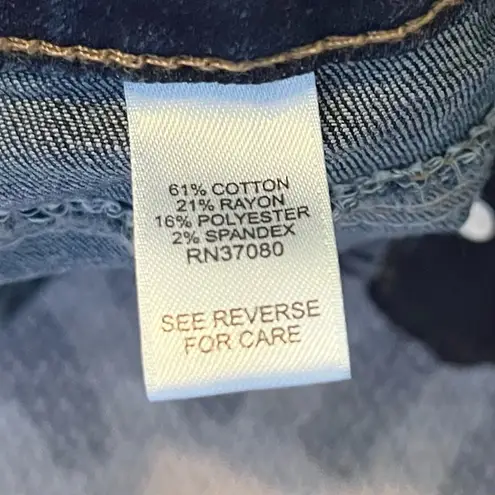 61% COTTON
21% RAYON
16% POLYESTER
2% SPANDEX
RN37080
SEE REVERSE
FOR CARE